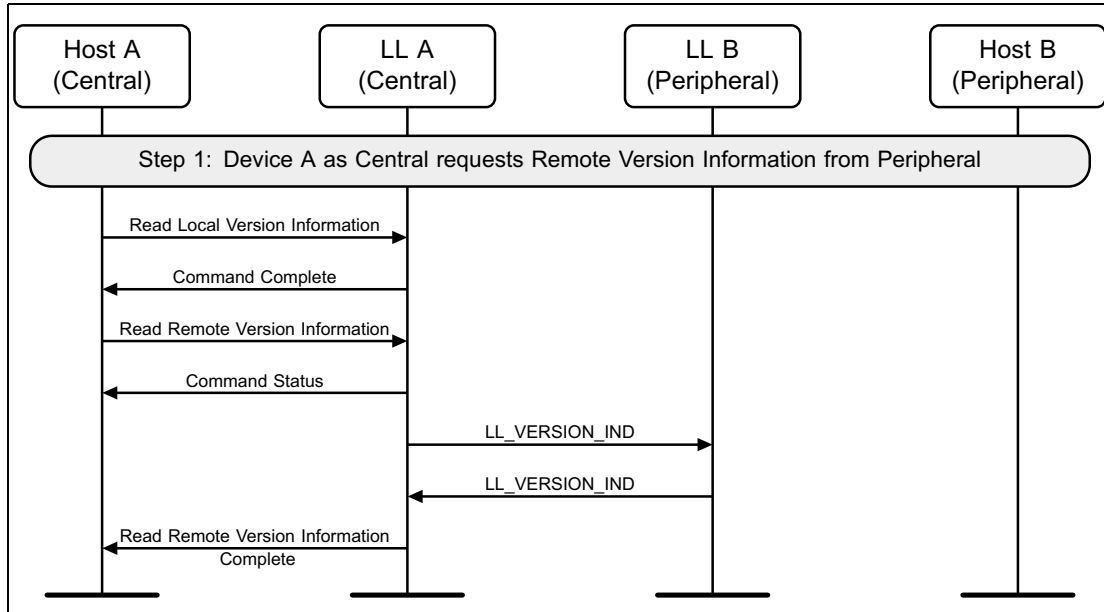 Host A
(Central)
LL A
(Central)
LL B
(Peripheral)
Host B
(Peripheral)
Step 1: Device A as Central requests Remote Version Information from Peripheral
Read Local Version Information
Command Complete
Read Remote Version Information
Command Status
LL_VERSION_IND
LL_VERSION_IND
Read Remote Version Information
Complete